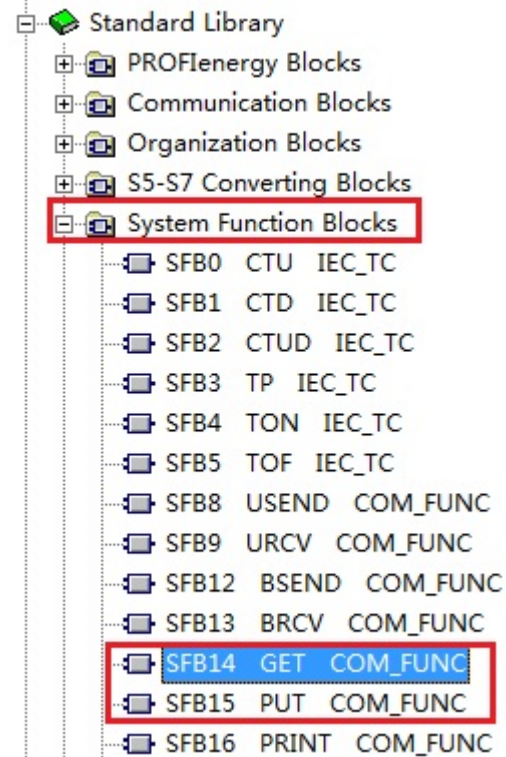 Standard Library
PROFIenergy Blocks
Communication Blocks
Organization Blocks
S5-S7 Converting Blocks
System Function Blocks
SFB0 CTU IEC_TC
SFB1 CTD IEC_TC
SFB2 CTUD IEC_TC
SFB3 TP IEC_TC
SFB4 TON IEC_TC
SFB5 TOF IEC_TC
SFB8 USEND COM_FUNC
SFB9 URCV COM_FUNC
SFB12 BSEND COM_FUNC
SFB13 BRCV COM_FUNC
SFB14 GET COM_FUNC
SFB15 PUT COM_FUNC
SFB16 PRINT COM_FUNC